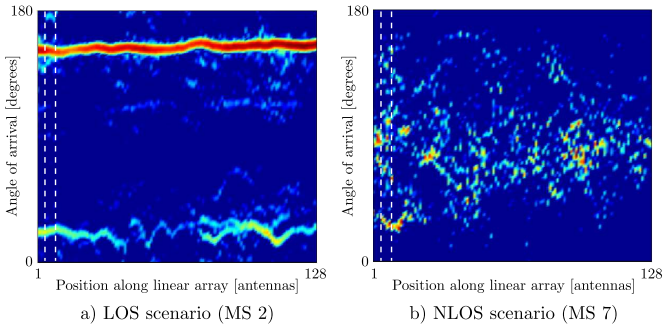 180
Angle of arrival [degrees]
0
1
128
Position along linear array [antennas]
a) LOS scenario (MS 2)
180
Angle of arrival [degrees]
0
1
128
Position along linear array [antennas]
b) NLOS scenario (MS 7)